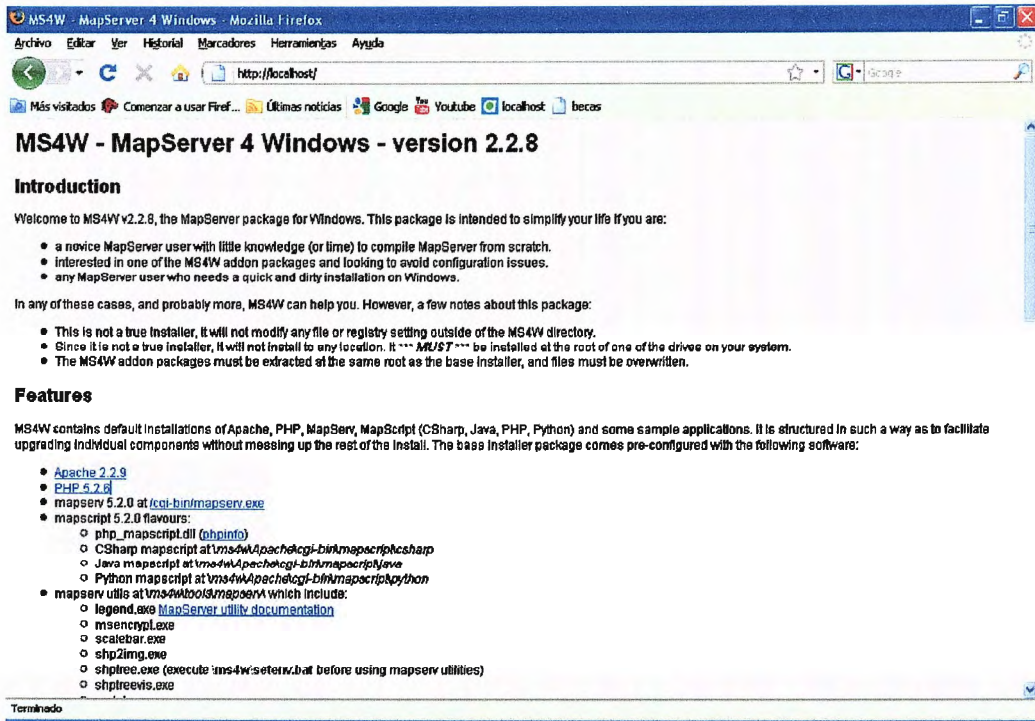 MS4W - MapServer 4 Windows - Mozilla Firefox
Archivo Editar Ver Historial Marcadores Herramientas Ayuda
http://localhost/
Google
Más visitados Comenzar a usar Firef... Últimas noticias Google Youtube localhost becas
MS4W - MapServer 4 Windows - version 2.2.8
Introduction
Welcome to MS4W v2.2.8, the MapServer package for Windows. This package is intended to simplify your life if you are:
a novice MapServer user with little knowledge (or time) to compile MapServer from scratch.
interested in one of the MS4W addon packages and looking to avoid configuration issues.
any MapServer user who needs a quick and dirty installation on Windows.
In any of these cases, and probably more, MS4W can help you. However, a few notes about this package:
This is not a true installer, it will not modify any file or registry setting outside of the MS4W directory.
Since it is not a true installer, it will not install to any location. It *** MUST *** be installed at the root of one of the drives on your system.
The MS4W addon packages must be extracted at the same root as the base installer, and files must be overwritten.
Features
MS4W contains default installations of Apache, PHP, MapServ, MapScript (CSharp, Java, PHP, Python) and some sample applications. It is structured in such a way as to facilitate
upgrading individual components without messing up the rest of the install. The base installer package comes pre-configured with the following software:
Apache 2.2.9
PHP 5.2.6
mapserv 5.2.0 at /cgi-bin/mapserv.exe
mapscript 5.2.0 flavours:
php_mapscript.dll (phpinfo)
CSharp mapscript at \ms4w\Apache\cgi-bin\mapscript\csharp
Java mapscript at \ms4w\Apache\cgi-bin\mapscript\java
Python mapscript at \ms4w\Apache\cgi-bin\mapscript\python
mapserv utils at \ms4w\tools\mapserv\ which include:
legend.exe MapServer utility documentation
msencrypt.exe
scalebar.exe
shp2img.exe
shptree.exe (execute \ms4w\setenv.bat before using mapserv utilities)
shptreevis.exe
Terminado